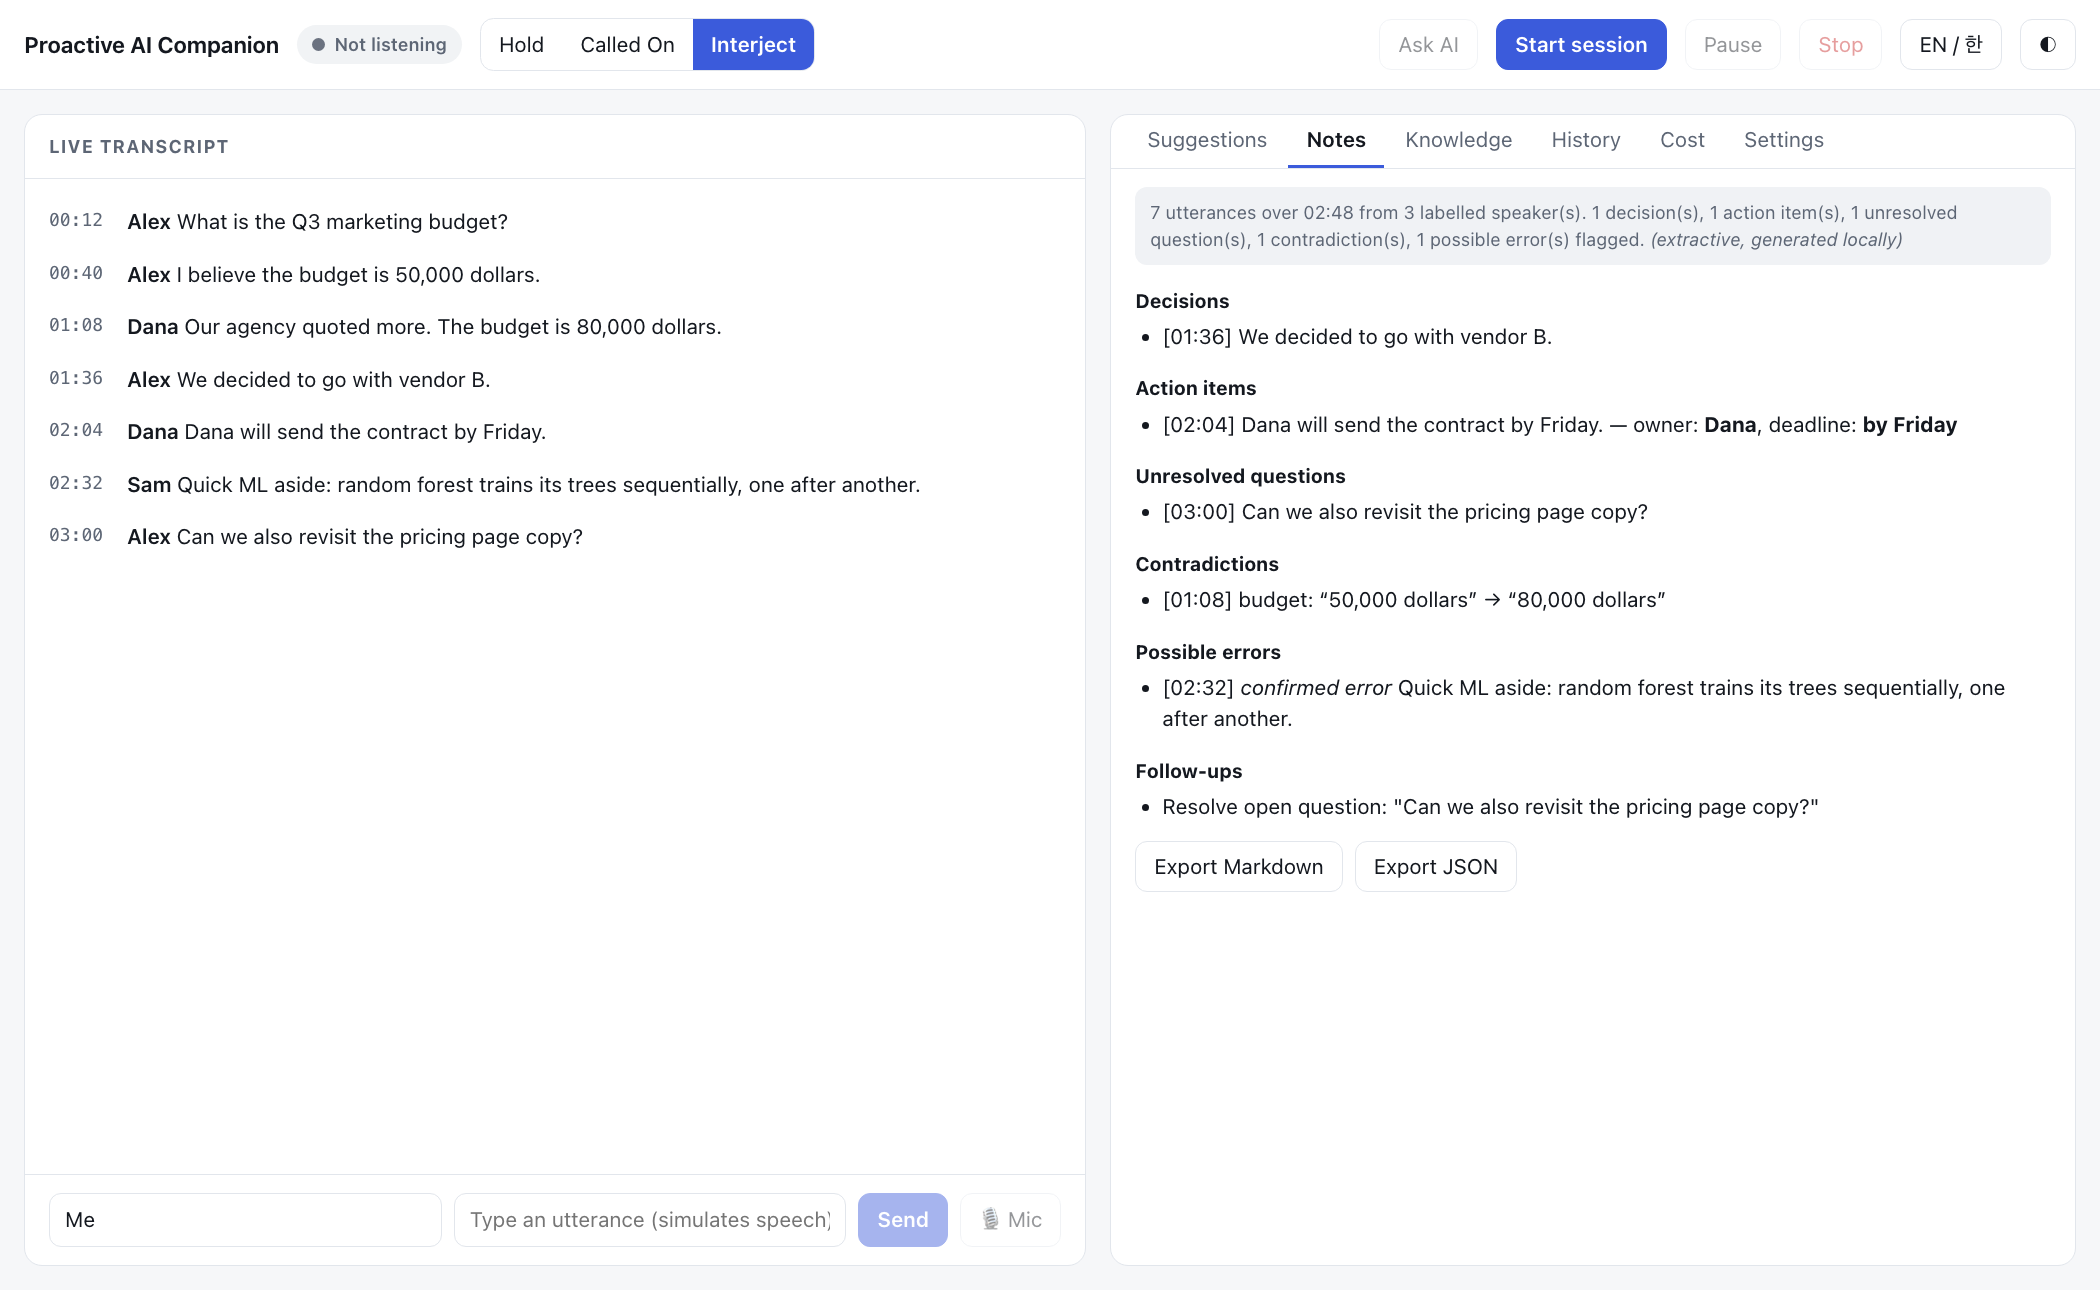 Proactive AI Companion
Not listening
Hold
Called On
Interject
Ask AI
Start session
Pause
Stop
EN / 한
LIVE TRANSCRIPT
00:12 Alex What is the Q3 marketing budget?
00:40 Alex I believe the budget is 50,000 dollars.
01:08 Dana Our agency quoted more. The budget is 80,000 dollars.
01:36 Alex We decided to go with vendor B.
02:04 Dana Dana will send the contract by Friday.
02:32 Sam Quick ML aside: random forest trains its trees sequentially, one after another.
03:00 Alex Can we also revisit the pricing page copy?
Me
Type an utterance (simulates speech)
Send
Mic
Suggestions
Notes
Knowledge
History
Cost
Settings
7 utterances over 02:48 from 3 labelled speaker(s). 1 decision(s), 1 action item(s), 1 unresolved
question(s), 1 contradiction(s), 1 possible error(s) flagged. (extractive, generated locally)
Decisions
• [01:36] We decided to go with vendor B.
Action items
• [02:04] Dana will send the contract by Friday. — owner: Dana, deadline: by Friday
Unresolved questions
• [03:00] Can we also revisit the pricing page copy?
Contradictions
• [01:08] budget: “50,000 dollars” → “80,000 dollars”
Possible errors
• [02:32] confirmed error Quick ML aside: random forest trains its trees sequentially, one
after another.
Follow-ups
• Resolve open question: "Can we also revisit the pricing page copy?"
Export Markdown
Export JSON